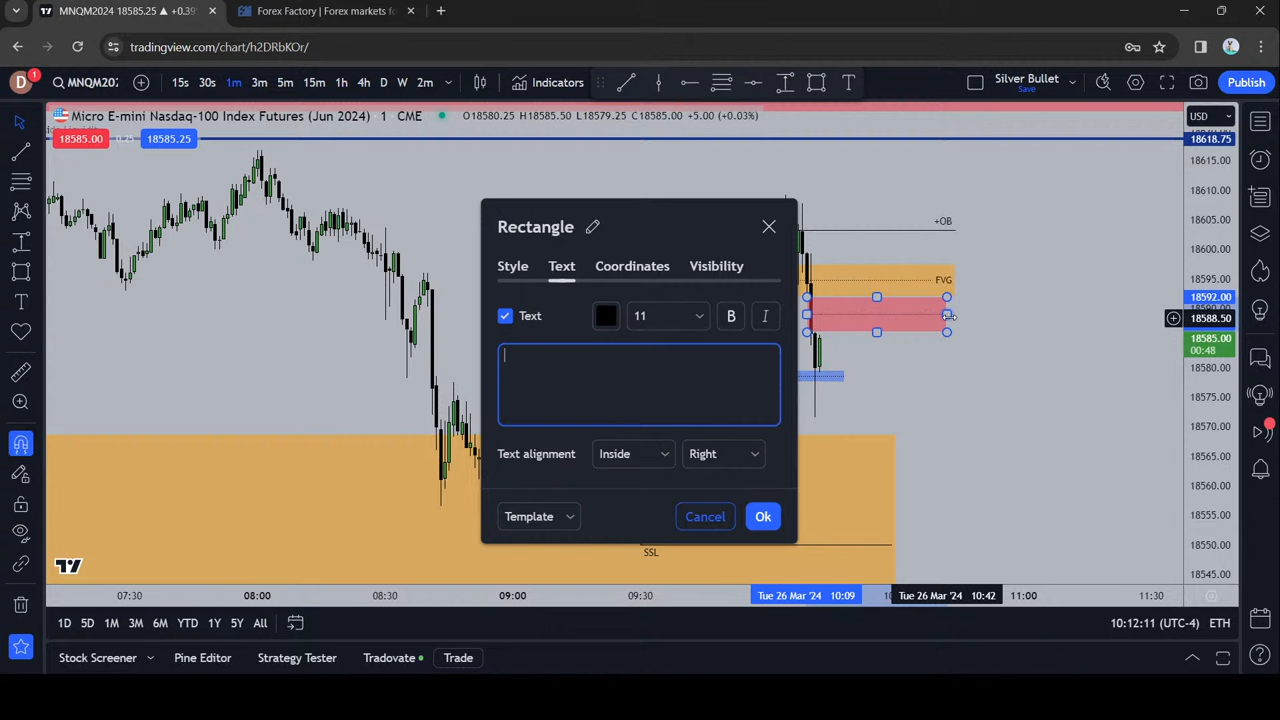 MNQM2024 18585.25 ▲ +0.39
Forex Factory | Forex markets fo
tradingview.com/chart/h2DRbKOr/
D 1 MNQM202 15s 30s 1m 3m 5m 15m 1h 4h D W 2m Indicators Silver Bullet Save Publish
Micro E-mini Nasdaq-100 Index Futures (Jun 2024) · 1 · CME O18580.25 H18585.50 L18579.25 C18585.00 +5.00 (+0.03%) USD
18585.00 0.25 18585.25
18618.75
18615.00
18610.00
18605.00
18600.00
18595.00
18592.00
18588.50
18585.00
00:48
18580.00
18575.00
18570.00
18565.00
18560.00
18555.00
18550.00
18545.00
+OB
FVG
SSL
Rectangle
Style Text Coordinates Visibility
Text 11 B I
Text alignment Inside Right
Template Cancel Ok
07:30 08:00 09:00 09:30 Tue 26 Mar '24 10:09 Tue 26 Mar '24 10:42 11:00 11:30
1D 5D 1M 3M 6M YTD 1Y 5Y All 10:12:11 (UTC-4) ETH
Stock Screener Pine Editor Strategy Tester Tradovate Trade